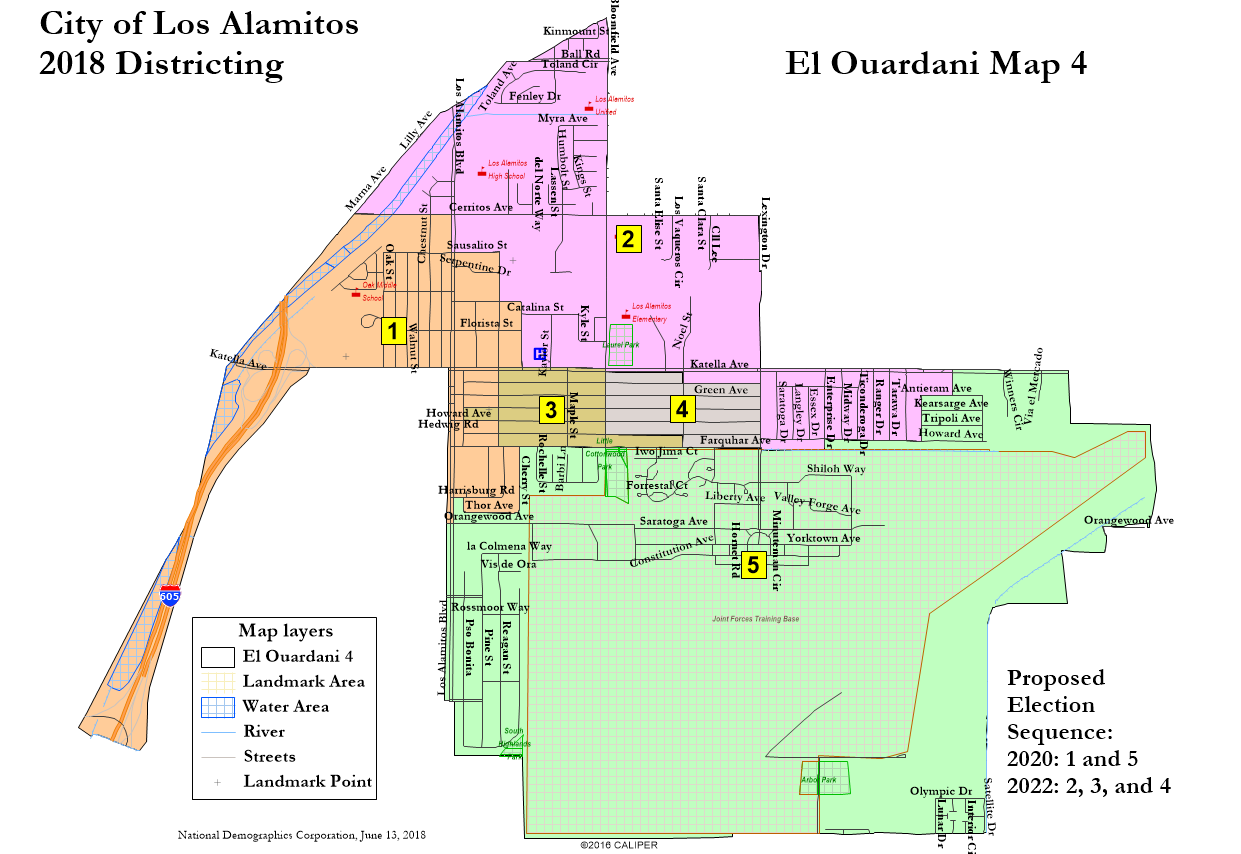 City of Los Alamitos
2018 Districting
El Ouardani Map 4
Bloomfield Ave
Kinmount St
Ball Rd
Toland Cir
Toland Ave
Fenley Dr
Los Alamitos
United
Los Alamitos Blvd
Lilly Ave
Myra Ave
Humbolt St
Kings St
Los Alamitos
High School
del Norte Way
Lassen St
Marna Ave
Cerritos Ave
Chestnut St
Santa Elise St
Los Vaqueros Cir
Santa Clara St
Cll Lee
Lexington Dr
2
Sausalito St
Serpentine Dr
Oak St
Oak Middle
School
Catalina St
Kyle St
Los Alamitos
Elementary
Noel St
1
Walnut St
Florista St
H
Laurel Park
Katella Ave
Katella Ave
Green Ave
Saratoga Dr
Langley Dr
Essex Dr
Enterprise Dr
Midway Dr
Ticonderoga Dr
Ranger Dr
Tarawa Dr
Antietam Ave
Kearsarge Ave
Tripoli Ave
Howard Ave
Winners Cir
Via el Mercado
Howard Ave
Hedwig Rd
3
Maple St
4
Farquhar Ave
Little
Cottonwood
Park
Iwo Jima Ct
Forrestal Ct
Shiloh Way
Liberty Ave
Valley Forge Ave
Cherry St
Rochelle St
Harrisburg Rd
Thor Ave
Orangewood Ave
Saratoga Ave
Constitution Ave
Hornet Rd
Minuteman Cir
Yorktown Ave
Orangewood Ave
5
la Colmena Way
Vis de Ora
Rossmoor Way
Los Alamitos Blvd
Pso Bonita
Pine St
Reagan St
Joint Forces Training Base
605
South
Highlands
Park
Arbor Park
Olympic Dr
Lunar Dr
Interior Ci
Satellite Dr
Map layers
El Ouardani 4
Landmark Area
Water Area
River
Streets
Landmark Point
Proposed
Election
Sequence:
2020: 1 and 5
2022: 2, 3, and 4
National Demographics Corporation, June 13, 2018
©2016 CALIPER